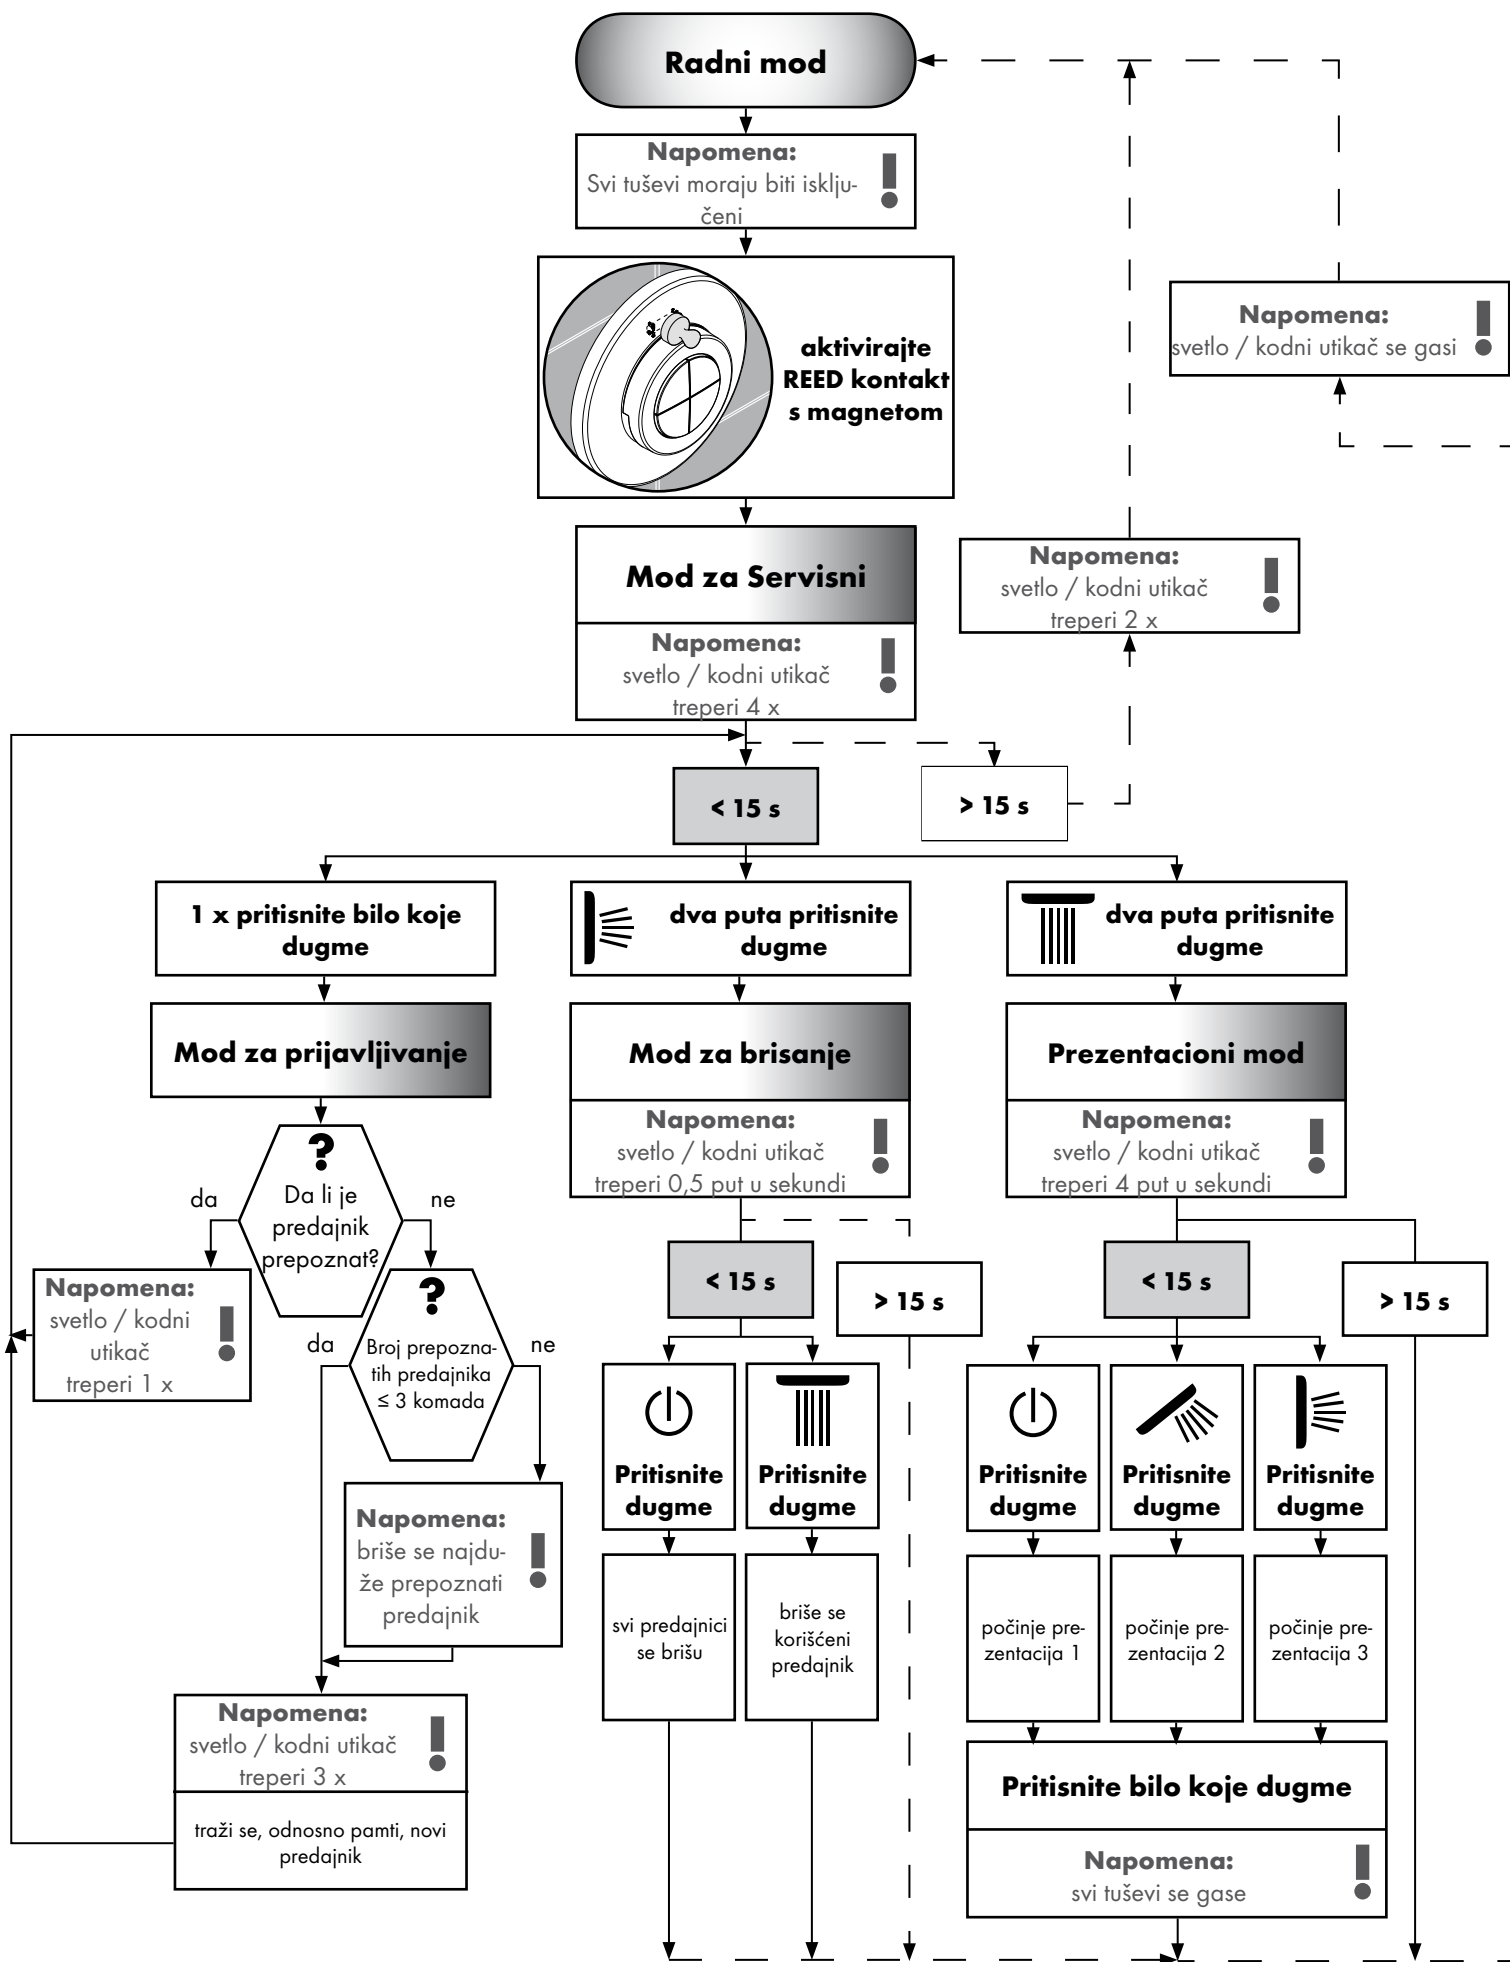 Radni mod
Napomena:
Svi tuševi moraju biti isklju-
čeni
aktivirajte
REED kontakt
s magnetom
Napomena:
svetlo / kodni utikač se gasi
Mod za Servisni
Napomena:
svetlo / kodni utikač
treperi 4 x
Napomena:
svetlo / kodni utikač
treperi 2 x
< 15 s
> 15 s
1 x pritisnite bilo koje
dugme
dva puta pritisnite
dugme
dva puta pritisnite
dugme
Mod za prijavljivanje
Mod za brisanje
Napomena:
svetlo / kodni utikač
treperi 0,5 put u sekundi
Prezentacioni mod
Napomena:
svetlo / kodni utikač
treperi 4 put u sekundi
?
Da li je
predajnik
prepoznat?
da
ne
Napomena:
svetlo / kodni
utikač
treperi 1 x
?
Broj prepozna-
tih predajnika
≤ 3 komada
da
ne
Napomena:
briše se najdu-
že prepoznati
predajnik
Napomena:
svetlo / kodni utikač
treperi 3 x
traži se, odnosno pamti, novi
predajnik
< 15 s
> 15 s
Pritisnite
dugme
Pritisnite
dugme
svi predajnici
se brišu
briše se
korišćeni
predajnik
< 15 s
> 15 s
Pritisnite
dugme
Pritisnite
dugme
Pritisnite
dugme
počinje pre-
zentacija 1
počinje pre-
zentacija 2
počinje pre-
zentacija 3
Pritisnite bilo koje dugme
Napomena:
svi tuševi se gase